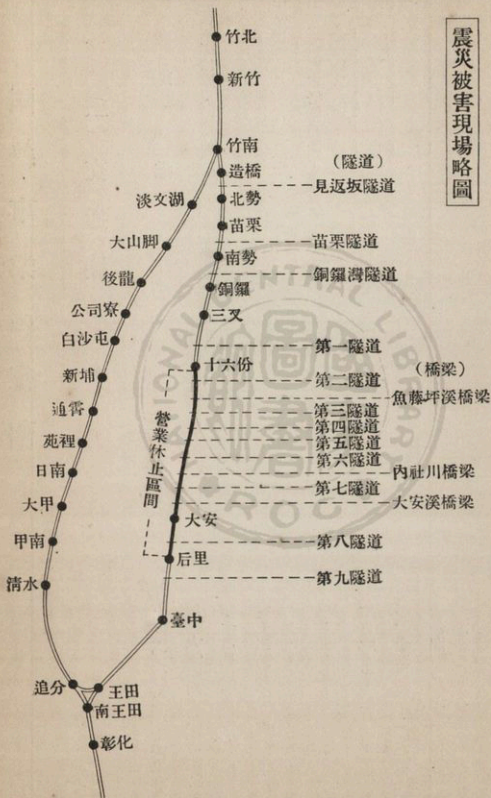 震災被害現場略圖
竹北
新竹
竹南
造橋
(隧道)
見返坂隧道
北勢
淡文湖
苗栗
大山脚
苗栗隧道
南勢
後龍
銅鑼灣隧道
銅鑼
公司寮
三叉
白沙屯
第一隧道
十六份
(橋梁)
新埔
第二隧道
魚藤坪溪橋梁
通霄
第三隧道
第四隧道
苑裡
第五隧道
第六隧道
日南
內社川橋梁
第七隧道
營業休止區間
大甲
大安溪橋梁
大安
甲南
第八隧道
后里
清水
第九隧道
臺中
追分
王田
南王田
彰化
NATIONAL CENTRAL LIBRARY
R O C